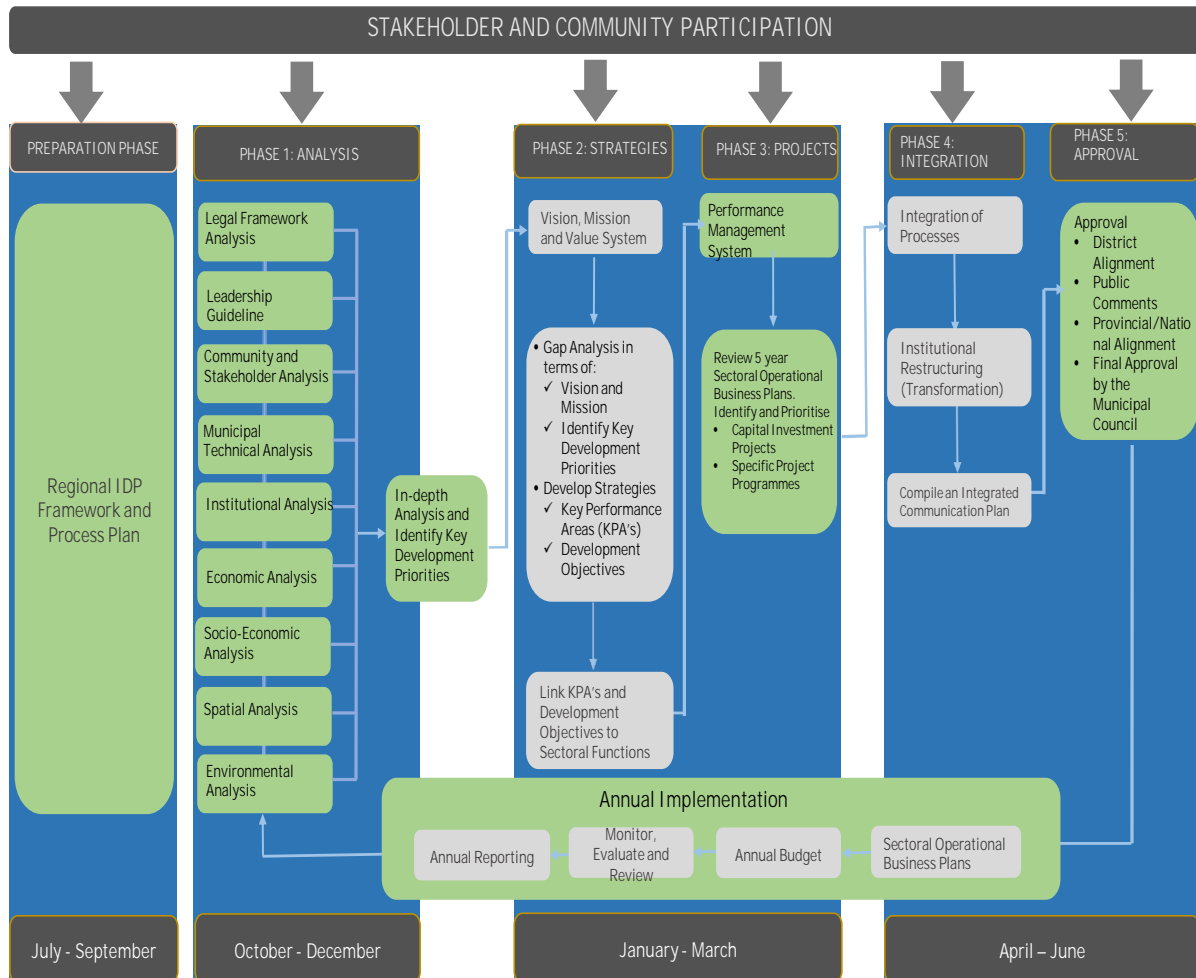 STAKEHOLDER AND COMMUNITY PARTICIPATION
PREPARATION PHASE
Regional IDP
Framework and
Process Plan
July - September
PHASE 1: ANALYSIS
Legal Framework
Analysis
Leadership
Guideline
Community and
Stakeholder Analysis
Municipal
Technical Analysis
Institutional Analysis
Economic Analysis
Socio-Economic
Analysis
Spatial Analysis
Environmental
Analysis
In-depth
Analysis and
Identify Key
Development
Priorities
October - December
PHASE 2: STRATEGIES
Vision, Mission
and Value System
• Gap Analysis in
terms of:
✓ Vision and
Mission
✓ Identify Key
Development
Priorities
• Develop Strategies
✓ Key Performance
Areas (KPA's)
✓ Development
Objectives
Link KPA's and
Development
Objectives to
Sectoral Functions
PHASE 3: PROJECTS
Performance
Management
System
Review 5 year
Sectoral Operational
Business Plans.
Identify and Prioritise
• Capital Investment
Projects
• Specific Project
Programmes
January - March
PHASE 4:
INTEGRATION
Integration of
Processes
Institutional
Restructuring
(Transformation)
Compile an Integrated
Communication Plan
PHASE 5:
APPROVAL
Approval
• District
Alignment
• Public
Comments
• Provincial/Natio
nal Alignment
• Final Approval
by the
Municipal
Council
April – June
Annual Implementation
Annual Reporting
Monitor,
Evaluate and
Review
Annual Budget
Sectoral Operational
Business Plans